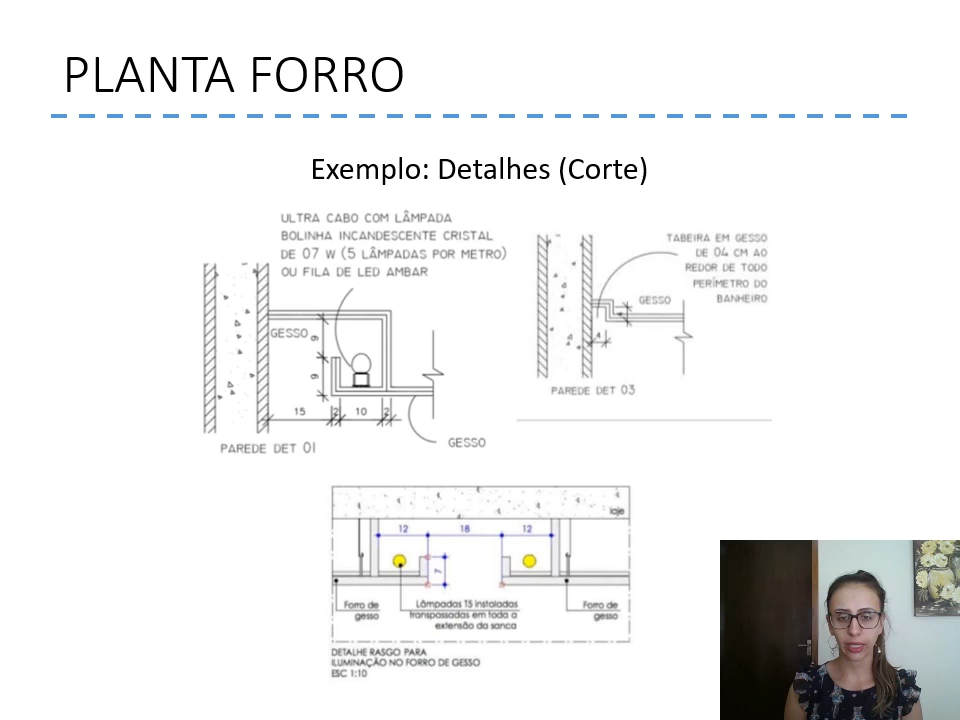 PLANTA FORRO
Exemplo: Detalhes (Corte)
ULTRA CABO COM LÂMPADA
BOLINHA INCANDESCENTE CRISTAL
DE 07 W (5 LÂMPADAS POR METRO)
OU FILA DE LED AMBAR
GESSO
9
9
15
2
10
2
GESSO
PAREDE DET 01
TABEIRA EM GESSO
DE 04 CM AO
REDOR DE TODO
PERÍMETRO DO
BANHEIRO
GESSO
4
4
PAREDE DET 03
laje
12
18
12
7
Forro de
gesso
Lâmpadas T5 instaladas
transpassadas em toda a
extensão da sanca
Forro de
gesso
DETALHE RASGO PARA
ILUMINAÇÃO NO FORRO DE GESSO
ESC 1:10